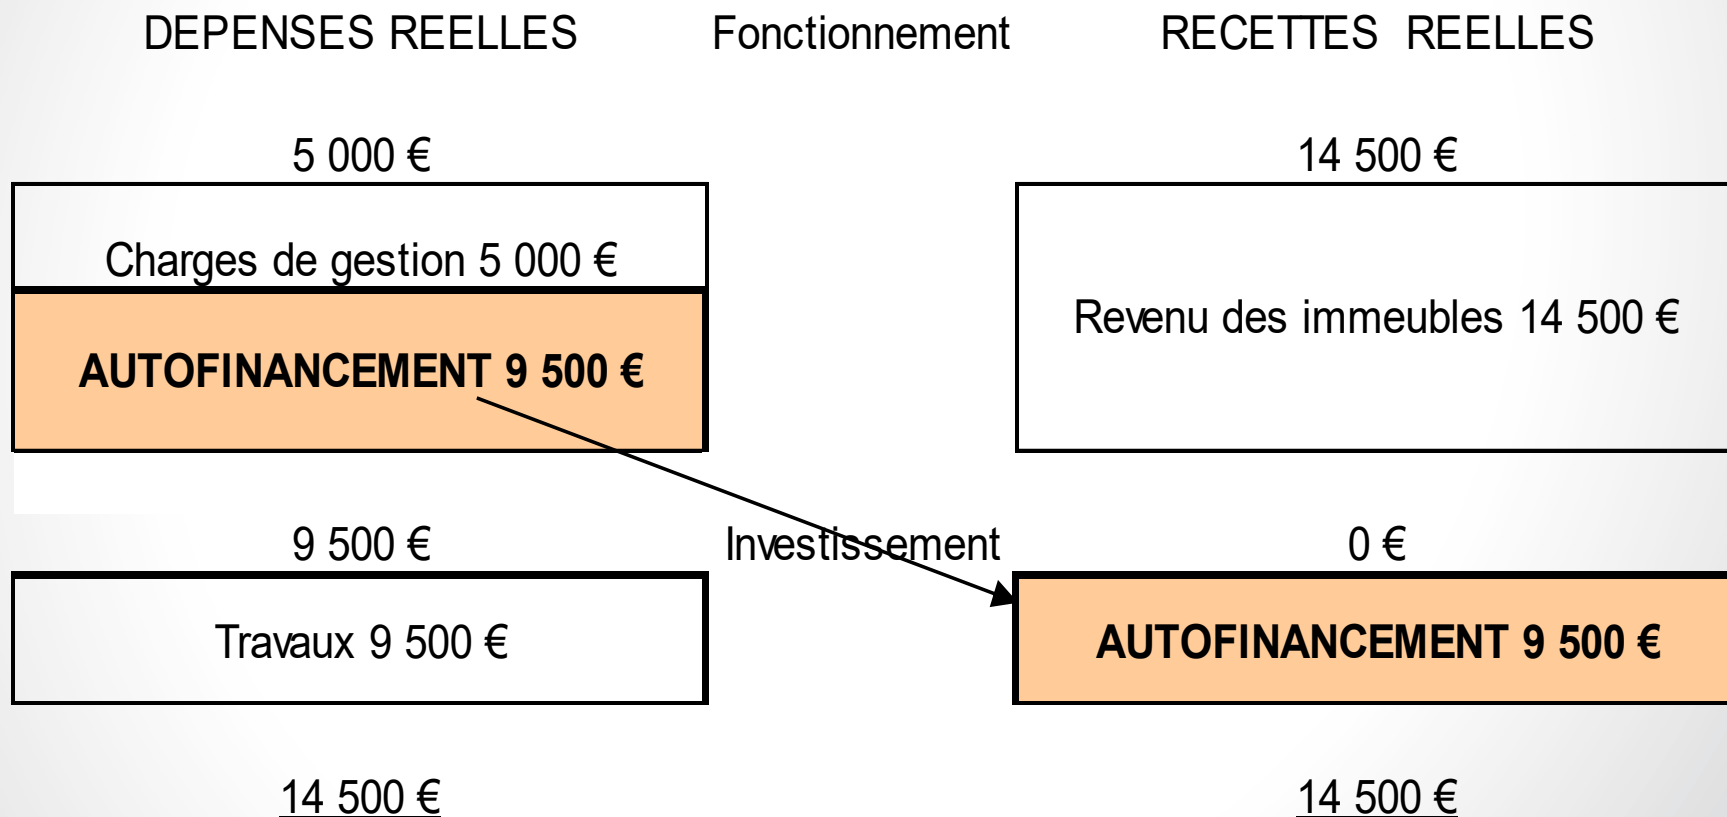 DEPENSES REELLES Fonctionnement RECETTES REELLES
5 000 € 14 500 €
Charges de gestion 5 000 €
Revenu des immeubles 14 500 €
AUTOFINANCEMENT 9 500 €
9 500 € Investissement 0 €
Travaux 9 500 € AUTOFINANCEMENT 9 500 €
14 500 € 14 500 €